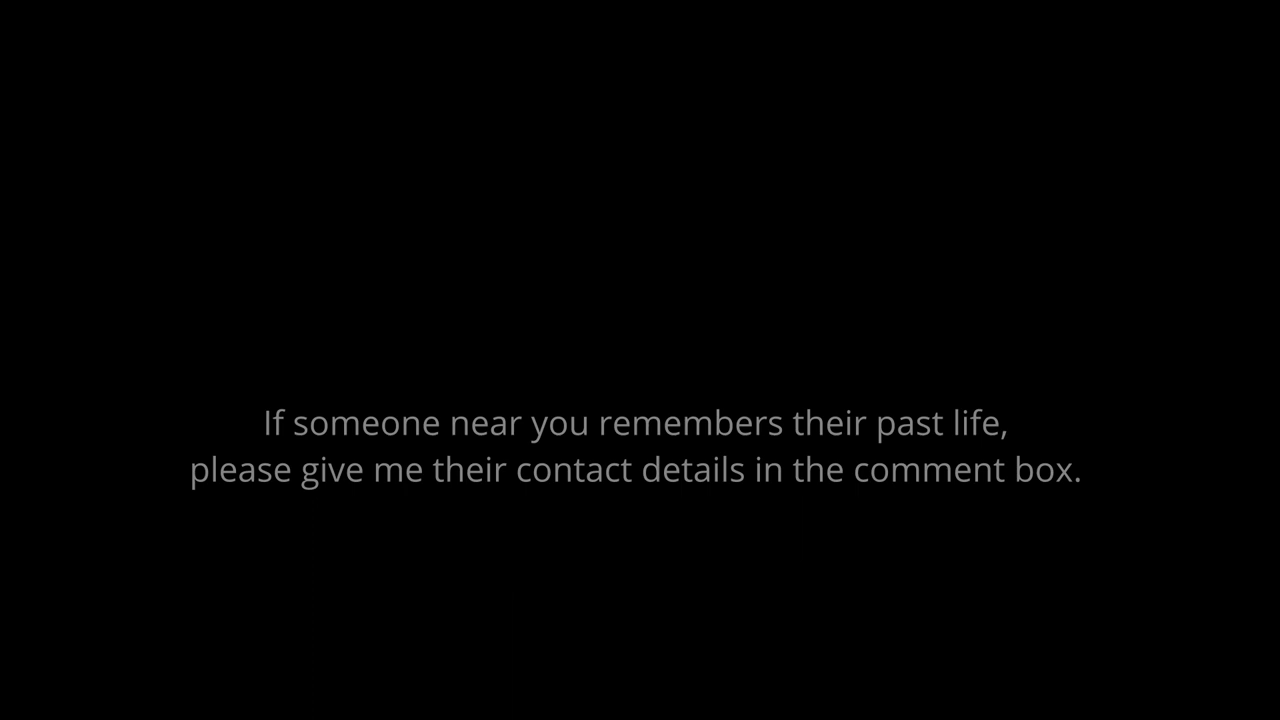 If someone near you remembers their past life,
please give me their contact details in the comment box.